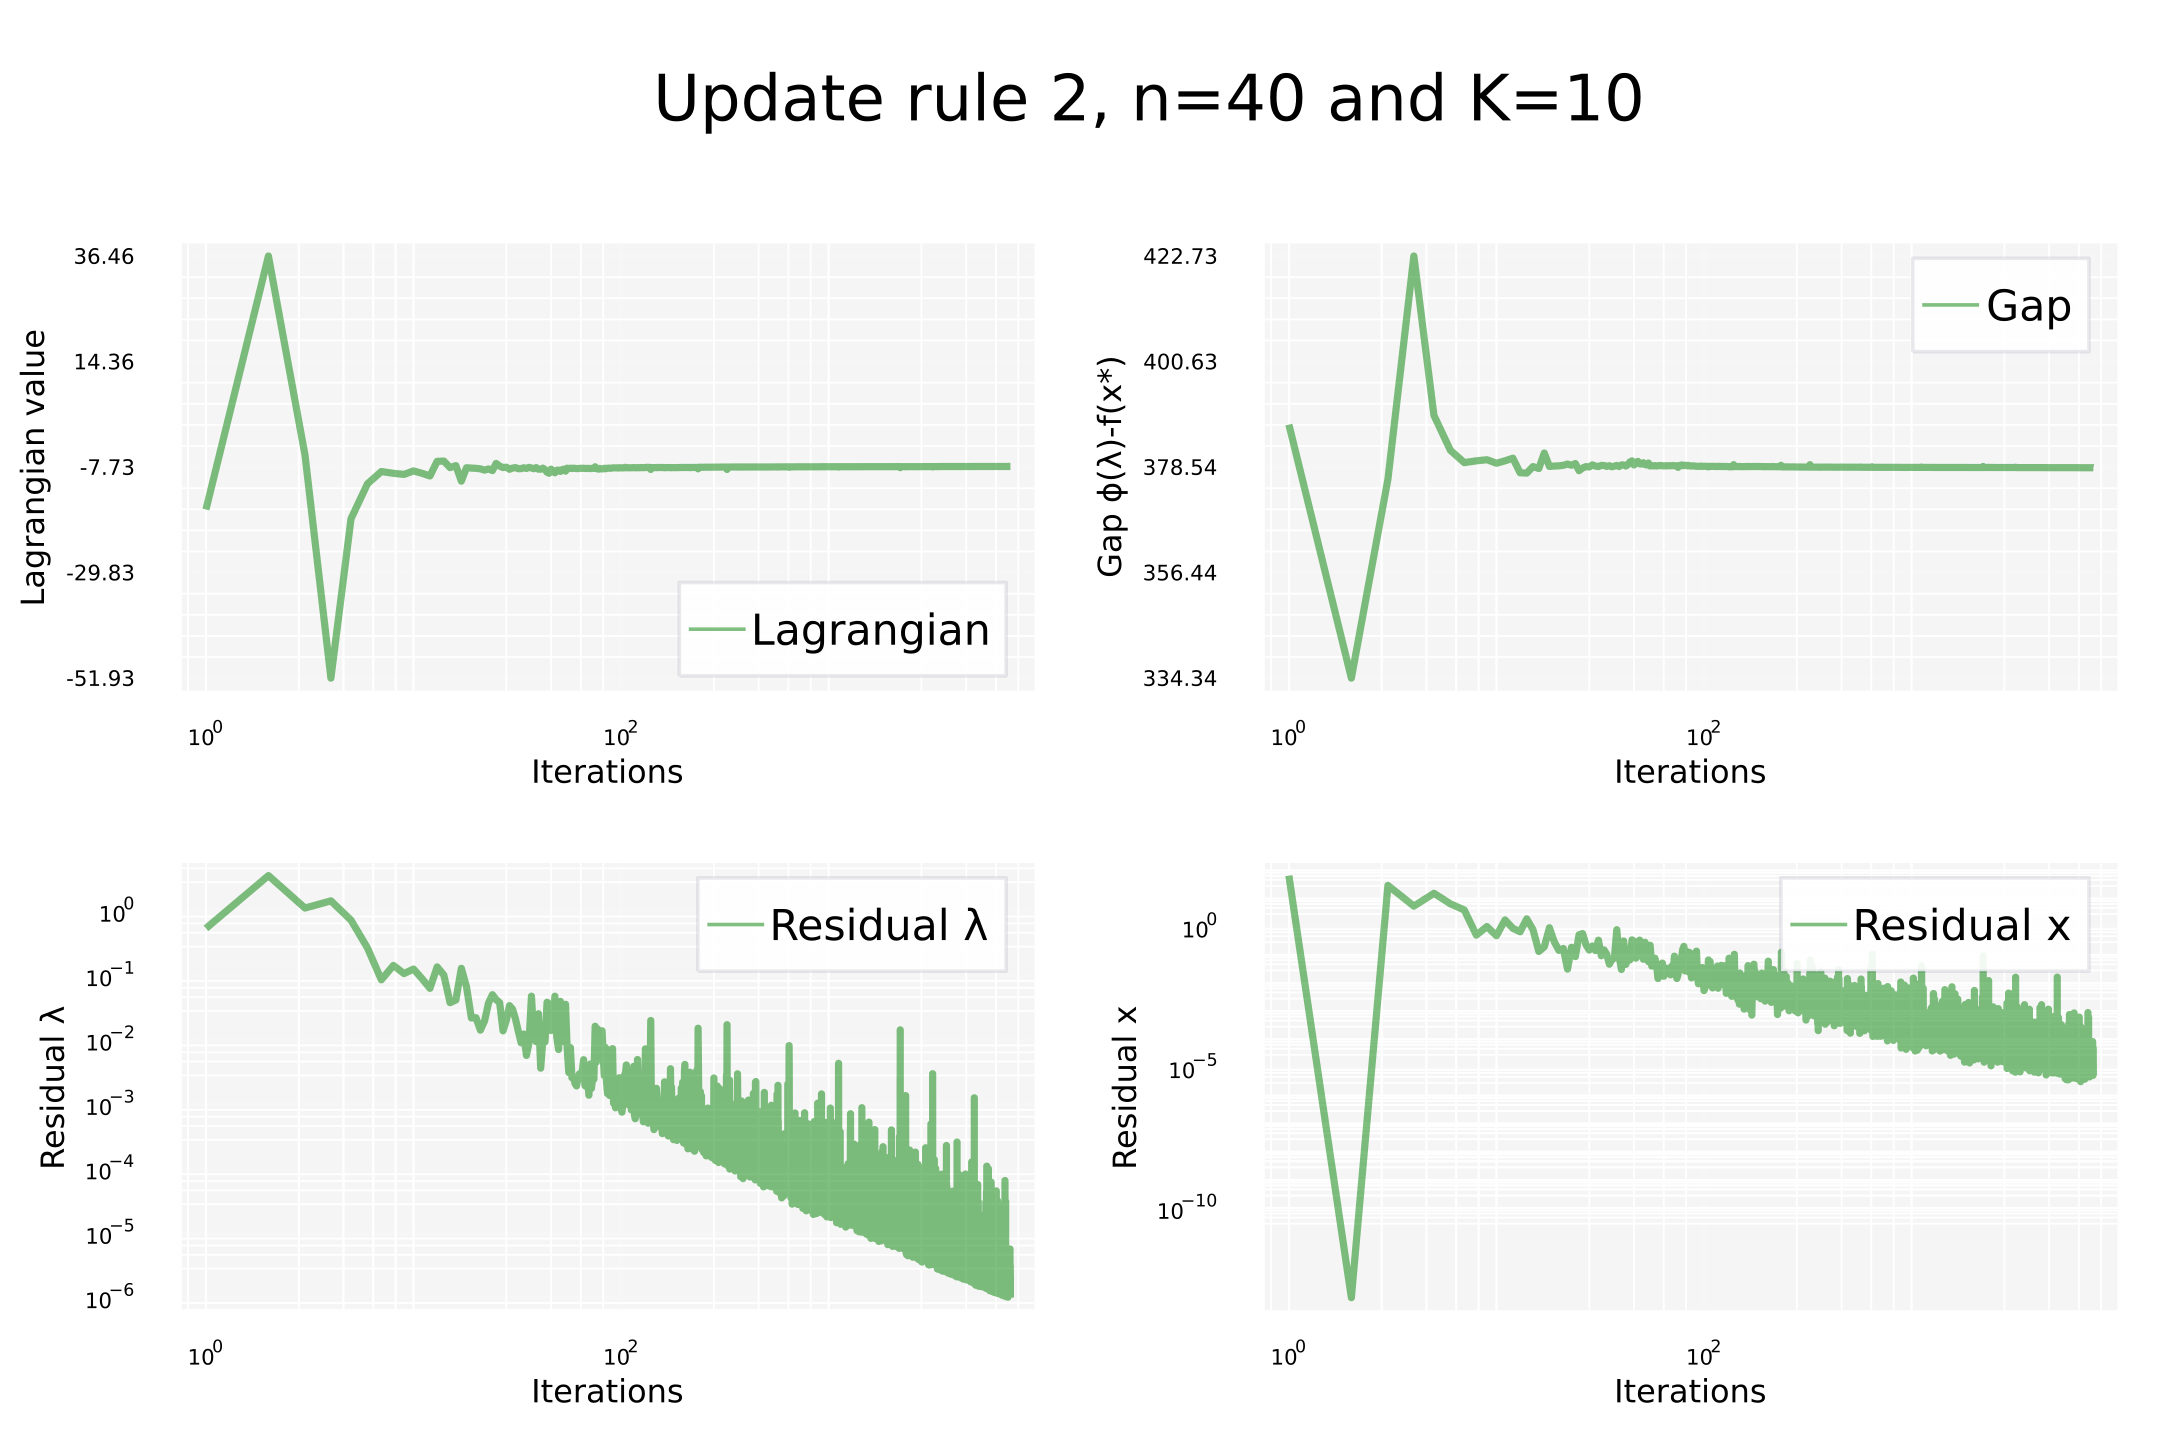 Update rule 2, n=40 and K=10
36.46
14.36
-7.73
-29.83
-51.93
Lagrangian value
Lagrangian
10⁰
10²
Iterations
422.73
400.63
378.54
356.44
334.34
Gap ϕ(λ)-f(x*)
Gap
10⁰
10²
Iterations
10⁰
10⁻¹
10⁻²
10⁻³
10⁻⁴
10⁻⁵
10⁻⁶
Residual λ
Residual λ
10⁰
10²
Iterations
10⁰
10⁻⁵
10⁻¹⁰
Residual x
Residual x
10⁰
10²
Iterations